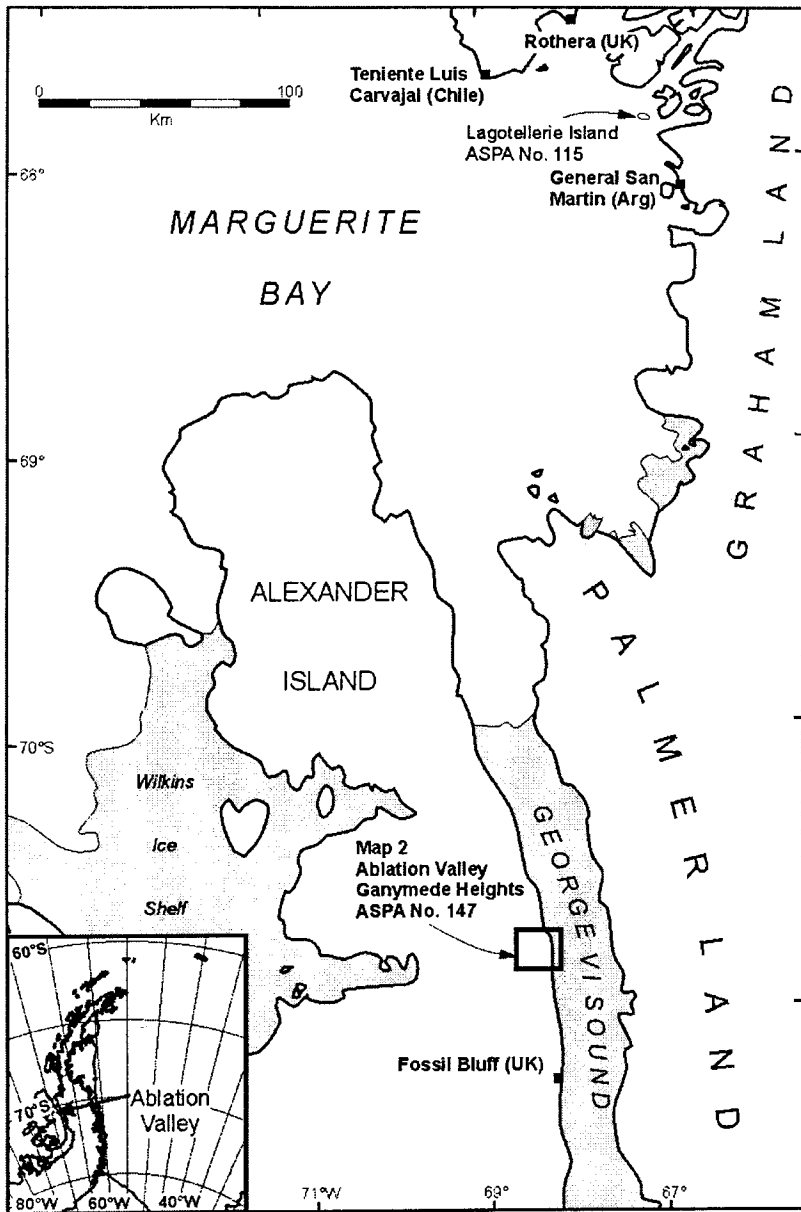 Rothera (UK)
Teniente Luis
Carvajal (Chile)
0 100
Km
Lagotellerie Island
ASPA No. 115
68°
General San
Martin (Arg)
MARGUERITE
BAY
GRAHAM LAND
69°
ALEXANDER
ISLAND
PALMER LAND
70°S
Wilkins
Ice
Shelf
GEORGE VI SOUND
Map 2
Ablation Valley
Ganymede Heights
ASPA No. 147
Fossil Bluff (UK)
60°S
70°S
Ablation
Valley
80°W 60°W 40°W
71°W 69° 67°